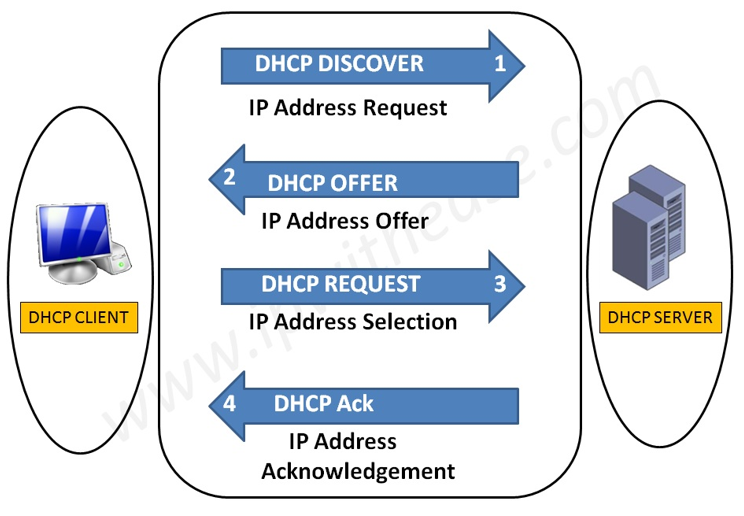 DHCP DISCOVER 1
IP Address Request
2 DHCP OFFER
IP Address Offer
DHCP REQUEST 3
IP Address Selection
4 DHCP Ack
IP Address
Acknowledgement
DHCP CLIENT
DHCP SERVER
www.ipwithease.com